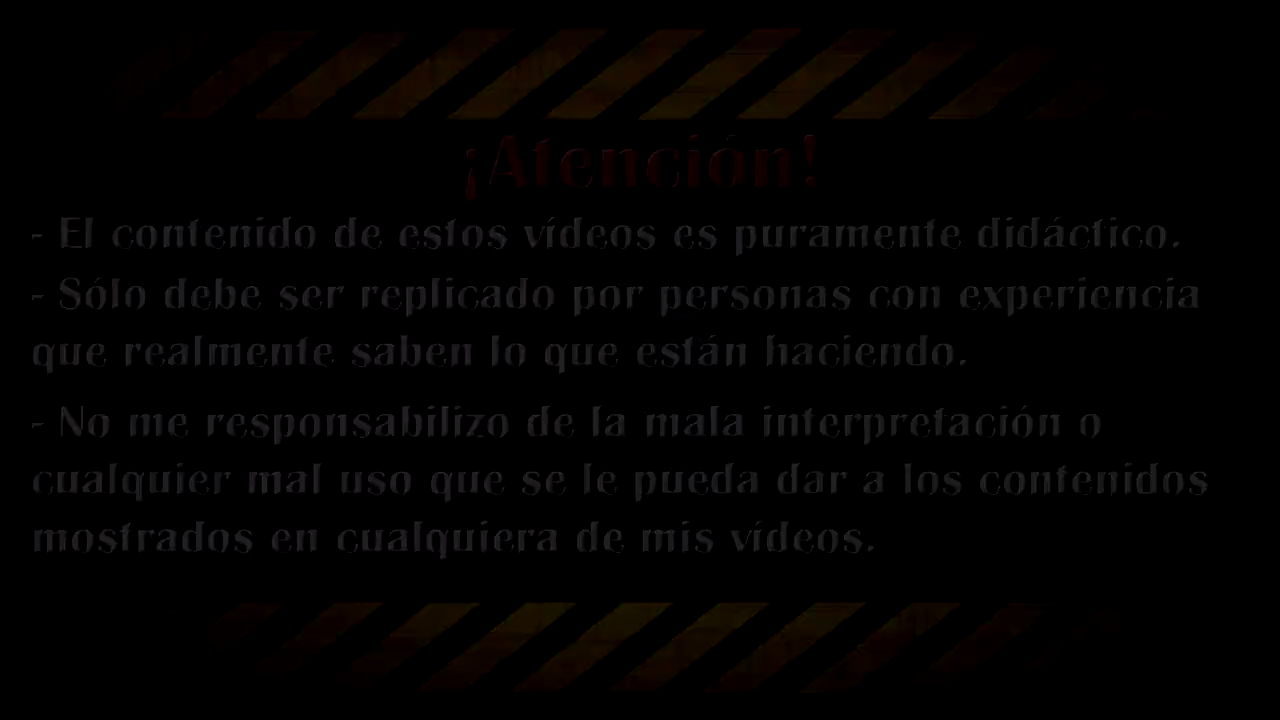 ¡Atención!
- El contenido de estos vídeos es puramente didáctico.
- Sólo debe ser replicado por personas con experiencia
que realmente saben lo que están haciendo.
- No me responsabilizo de la mala interpretación o
cualquier mal uso que se le pueda dar a los contenidos
mostrados en cualquiera de mis vídeos.